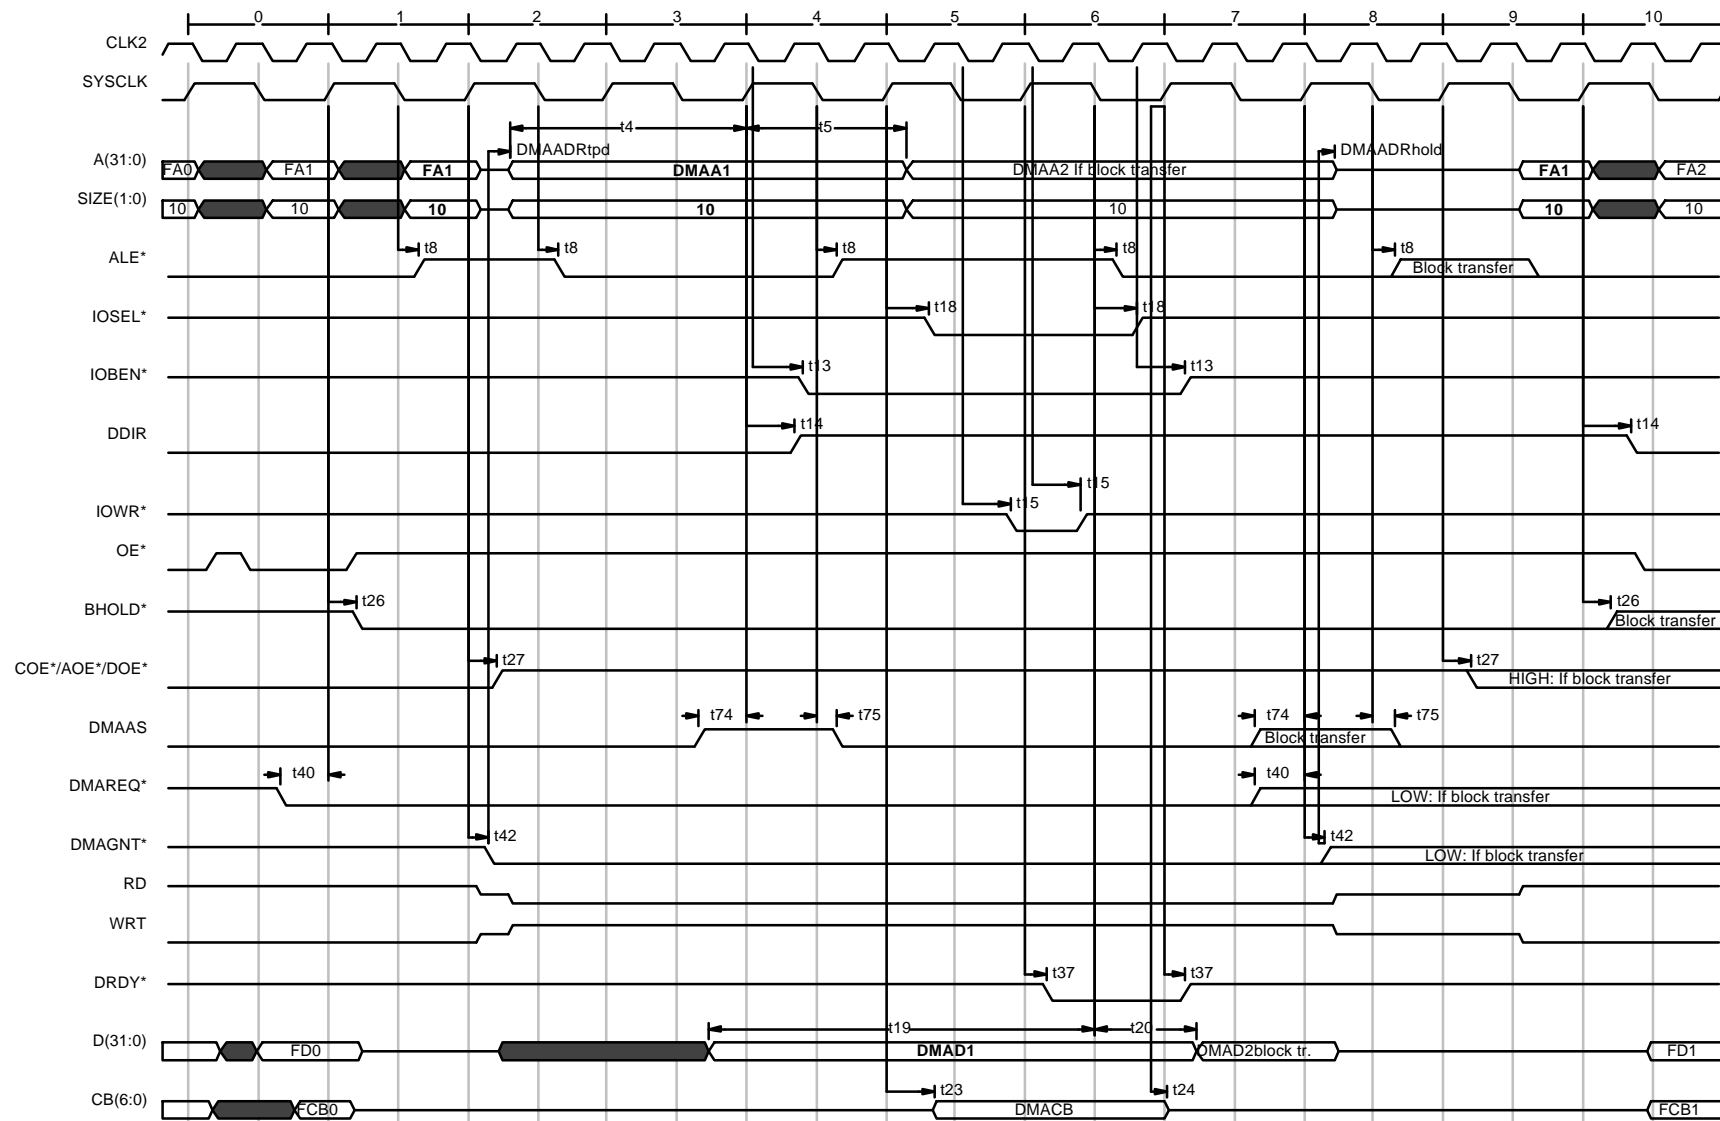 0 1 2 3 4 5 6 7 8 9 10
CLK2
SYSCLK
t4 t5
DMAADRtpd DMAADRhold
A(31:0) FA0 FA1 FA1 DMAA1 DMAA2 If block transfer FA1 FA2
SIZE(1:0) 10 10 10 10 10 10 10
t8 t8 t8 t8 t8
ALE* Block transfer
t18 t18
IOSEL*
t13 t13
IOBEN*
t14 t14
DDIR
t15
t15
IOWR*
OE*
t26 t26
BHOLD* Block transfer
t27 t27
COE*/AOE*/DOE* HIGH: If block transfer
t74 t75 t74 t75
DMAAS Block transfer
t40 t40
DMAREQ* LOW: If block transfer
t42 t42
DMAGNT* LOW: If block transfer
RD
WRT
t37 t37
DRDY*
t19 t20
D(31:0) FD0 DMAD1 DMAD2block tr. FD1
t23 t24
CB(6:0) FCB0 DMACB FCB1